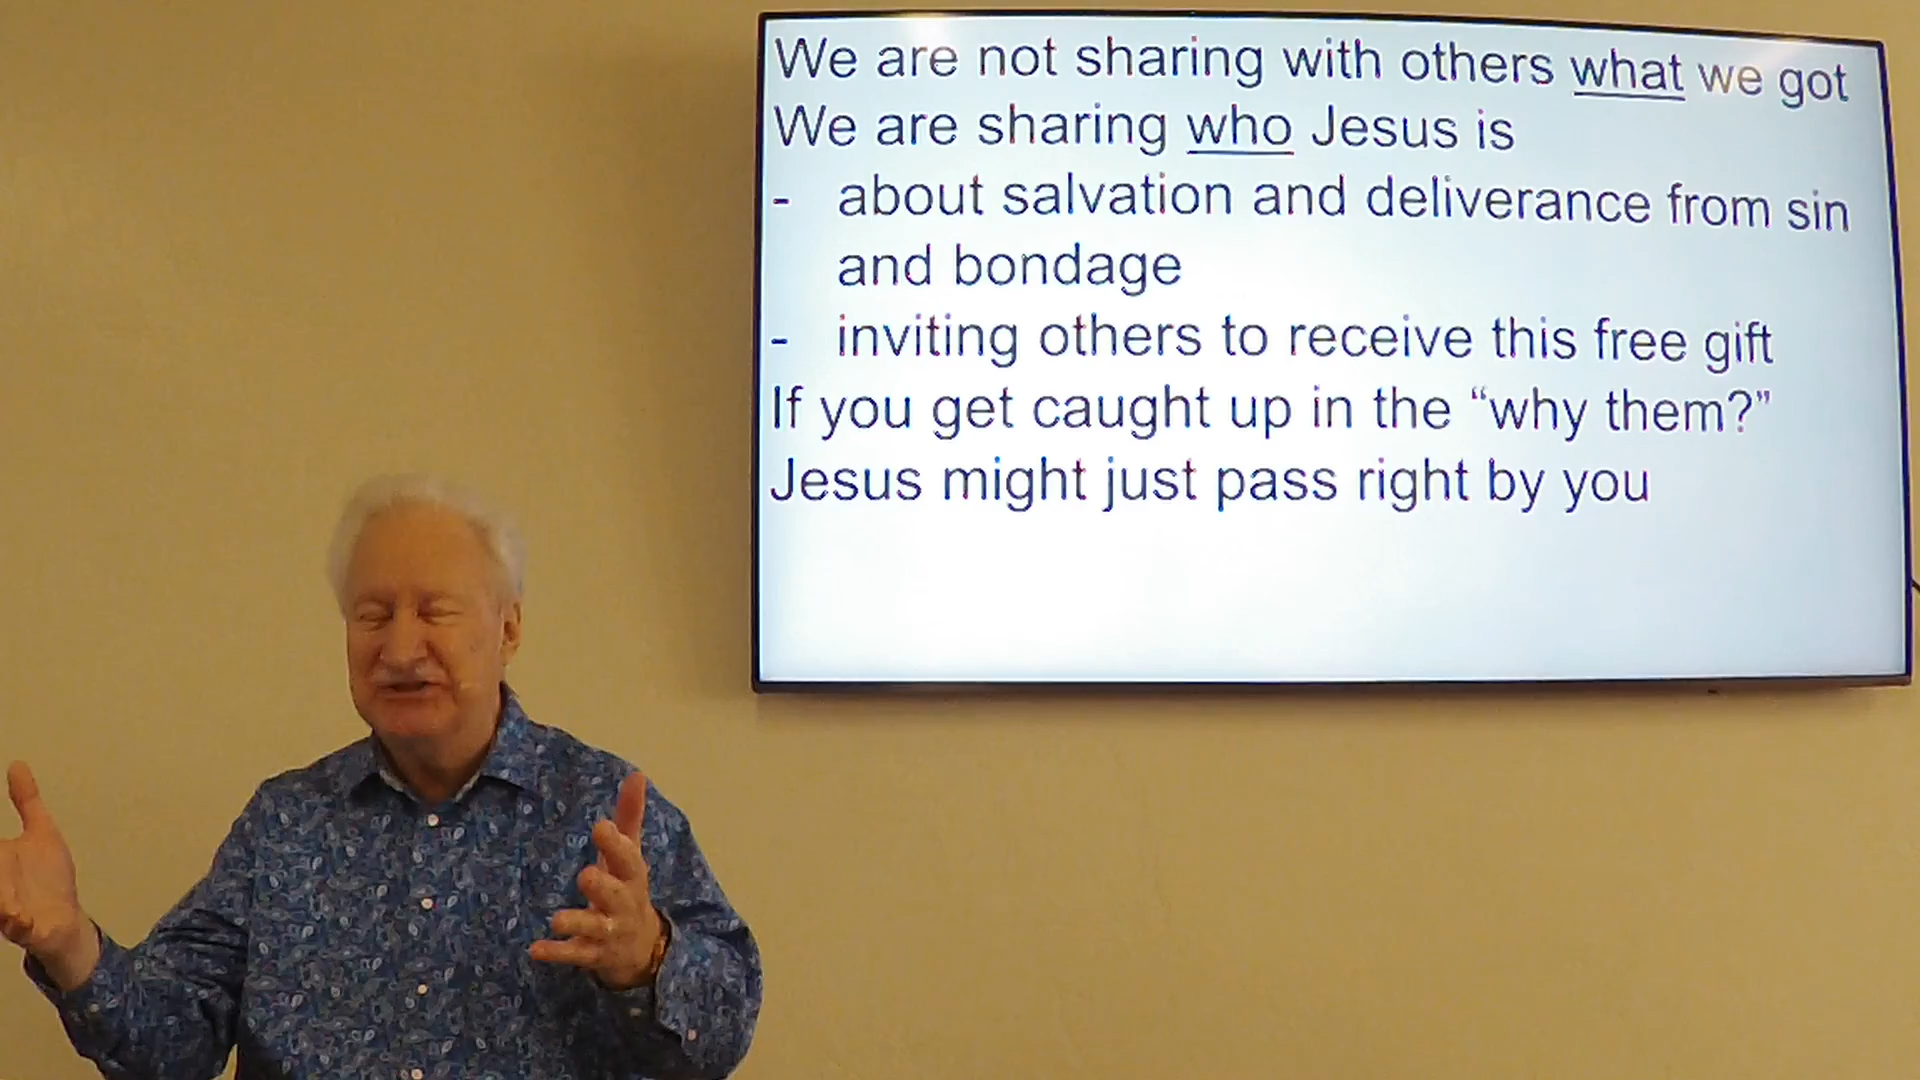 We are not sharing with others what we got
We are sharing who Jesus is
- about salvation and deliverance from sin
and bondage
- inviting others to receive this free gift
If you get caught up in the “why them?”
Jesus might just pass right by you